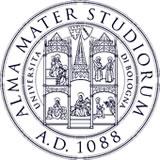 ALMA MATER STUDIORUM
A.D. 1088
UNIVERSITÀ DI BOLOGNA